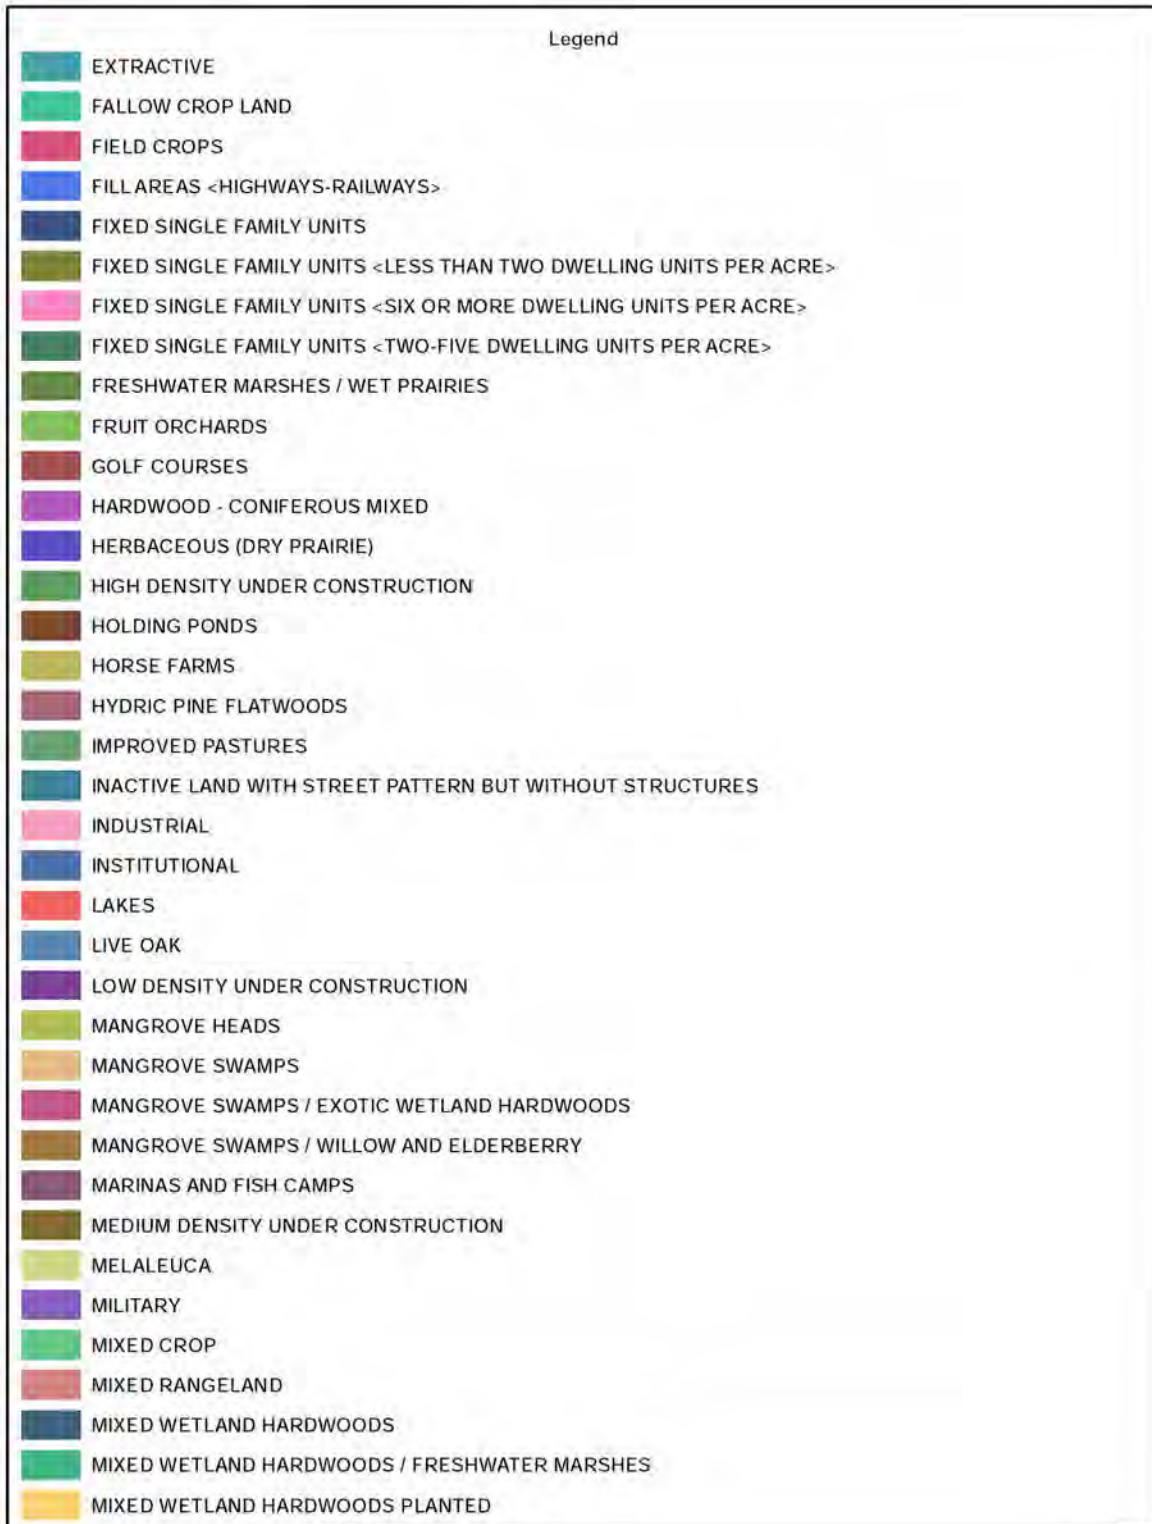 Legend
EXTRACTIVE
FALLOW CROP LAND
FIELD CROPS
FILL AREAS <HIGHWAYS-RAILWAYS>
FIXED SINGLE FAMILY UNITS
FIXED SINGLE FAMILY UNITS <LESS THAN TWO DWELLING UNITS PER ACRE>
FIXED SINGLE FAMILY UNITS <SIX OR MORE DWELLING UNITS PER ACRE>
FIXED SINGLE FAMILY UNITS <TWO-FIVE DWELLING UNITS PER ACRE>
FRESHWATER MARSHES / WET PRAIRIES
FRUIT ORCHARDS
GOLF COURSES
HARDWOOD - CONIFEROUS MIXED
HERBACEOUS (DRY PRAIRIE)
HIGH DENSITY UNDER CONSTRUCTION
HOLDING PONDS
HORSE FARMS
HYDRIC PINE FLATWOODS
IMPROVED PASTURES
INACTIVE LAND WITH STREET PATTERN BUT WITHOUT STRUCTURES
INDUSTRIAL
INSTITUTIONAL
LAKES
LIVE OAK
LOW DENSITY UNDER CONSTRUCTION
MANGROVE HEADS
MANGROVE SWAMPS
MANGROVE SWAMPS / EXOTIC WETLAND HARDWOODS
MANGROVE SWAMPS / WILLOW AND ELDERBERRY
MARINAS AND FISH CAMPS
MEDIUM DENSITY UNDER CONSTRUCTION
MELALEUCA
MILITARY
MIXED CROP
MIXED RANGELAND
MIXED WETLAND HARDWOODS
MIXED WETLAND HARDWOODS / FRESHWATER MARSHES
MIXED WETLAND HARDWOODS PLANTED